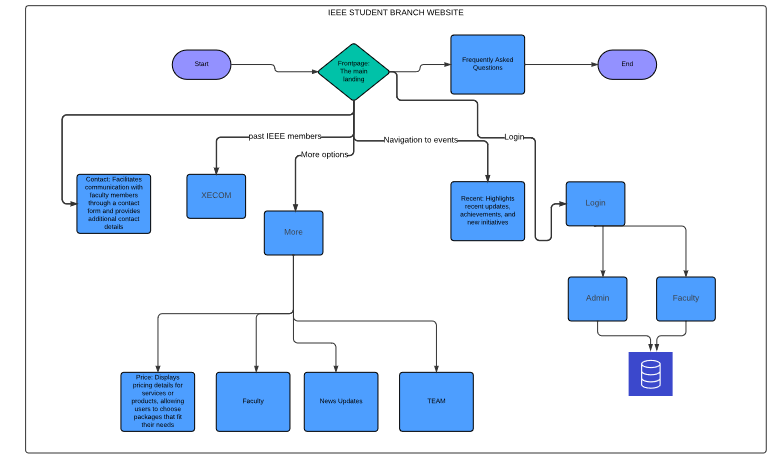 IEEE STUDENT BRANCH WEBSITE
Start
Frontpage:
The main
landing
Frequently Asked
Questions
End
past IEEE members
More options
Navigation to events
Login
Contact: Facilitates
communication with
faculty members
through a contact
form and provides
additional contact
details
XECOM
More
Recent: Highlights
recent updates,
achievements, and
new initiatives
Login
Admin
Faculty
Price: Displays
pricing details for
services or
products, allowing
users to choose
packages that fit
their needs
Faculty
News Updates
TEAM